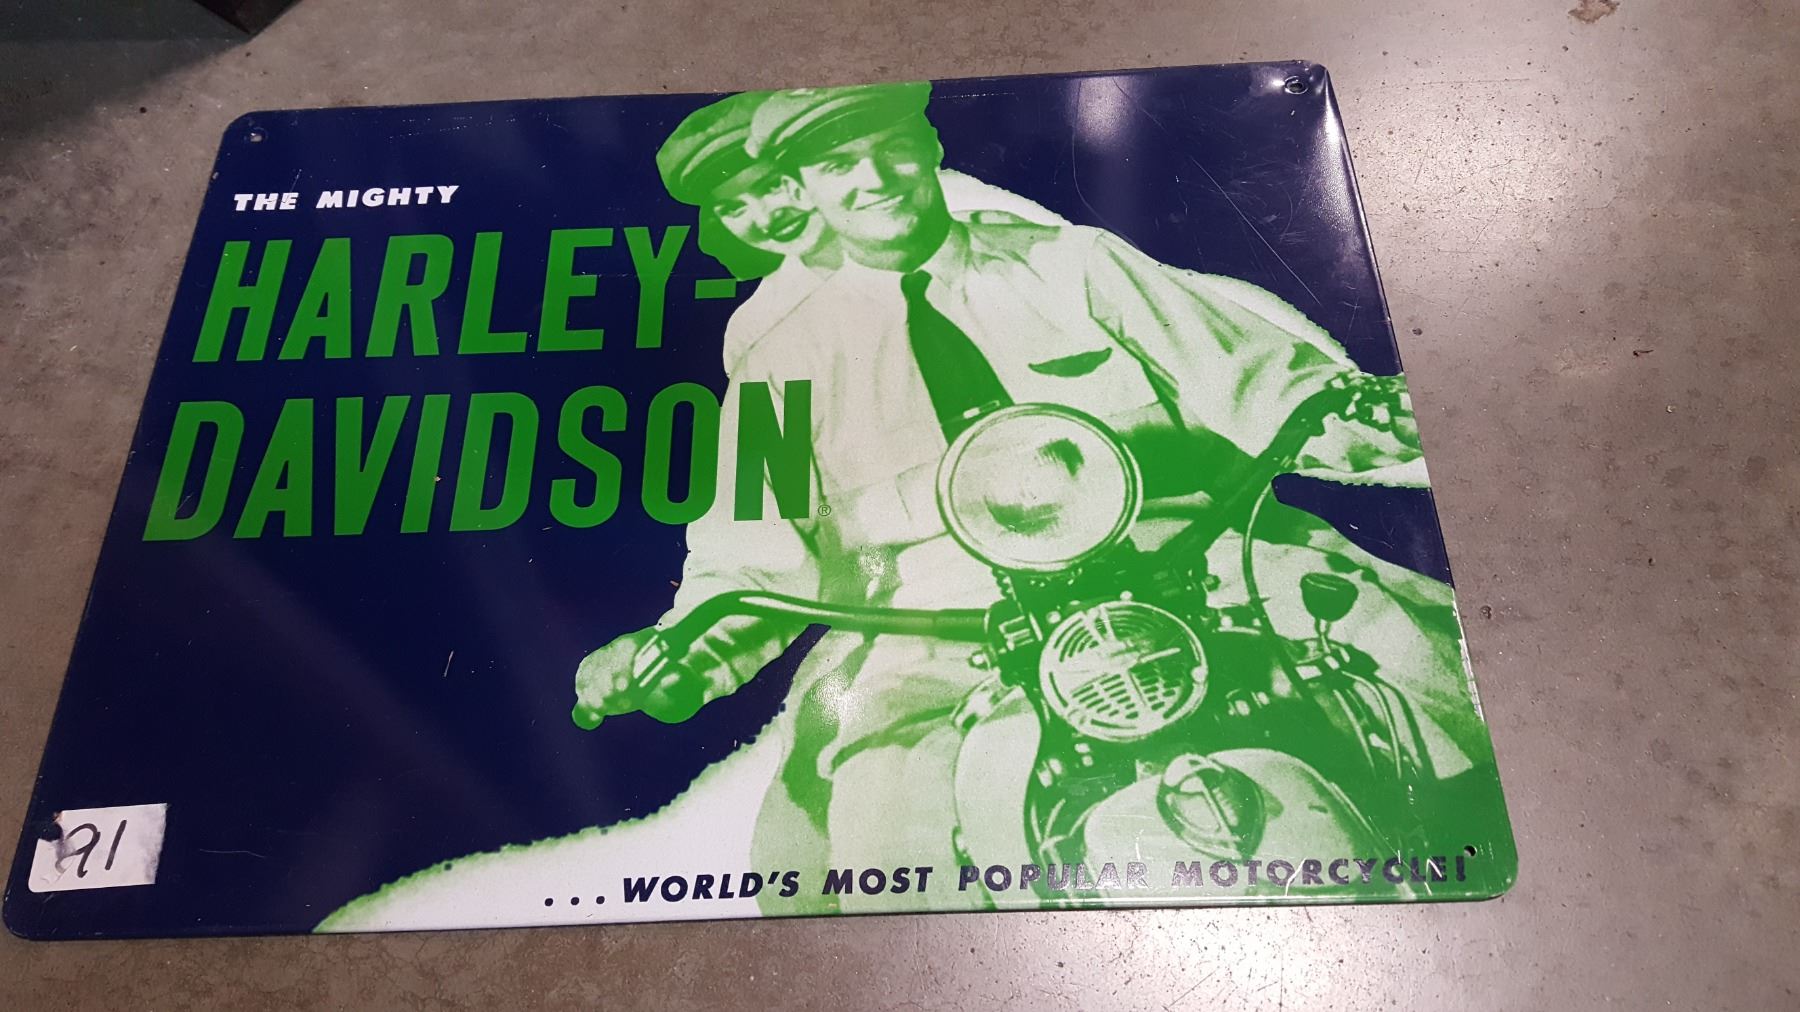 THE MIGHTY
HARLEY-
DAVIDSON®
91
...WORLD'S MOST POPULAR MOTORCYCLE!